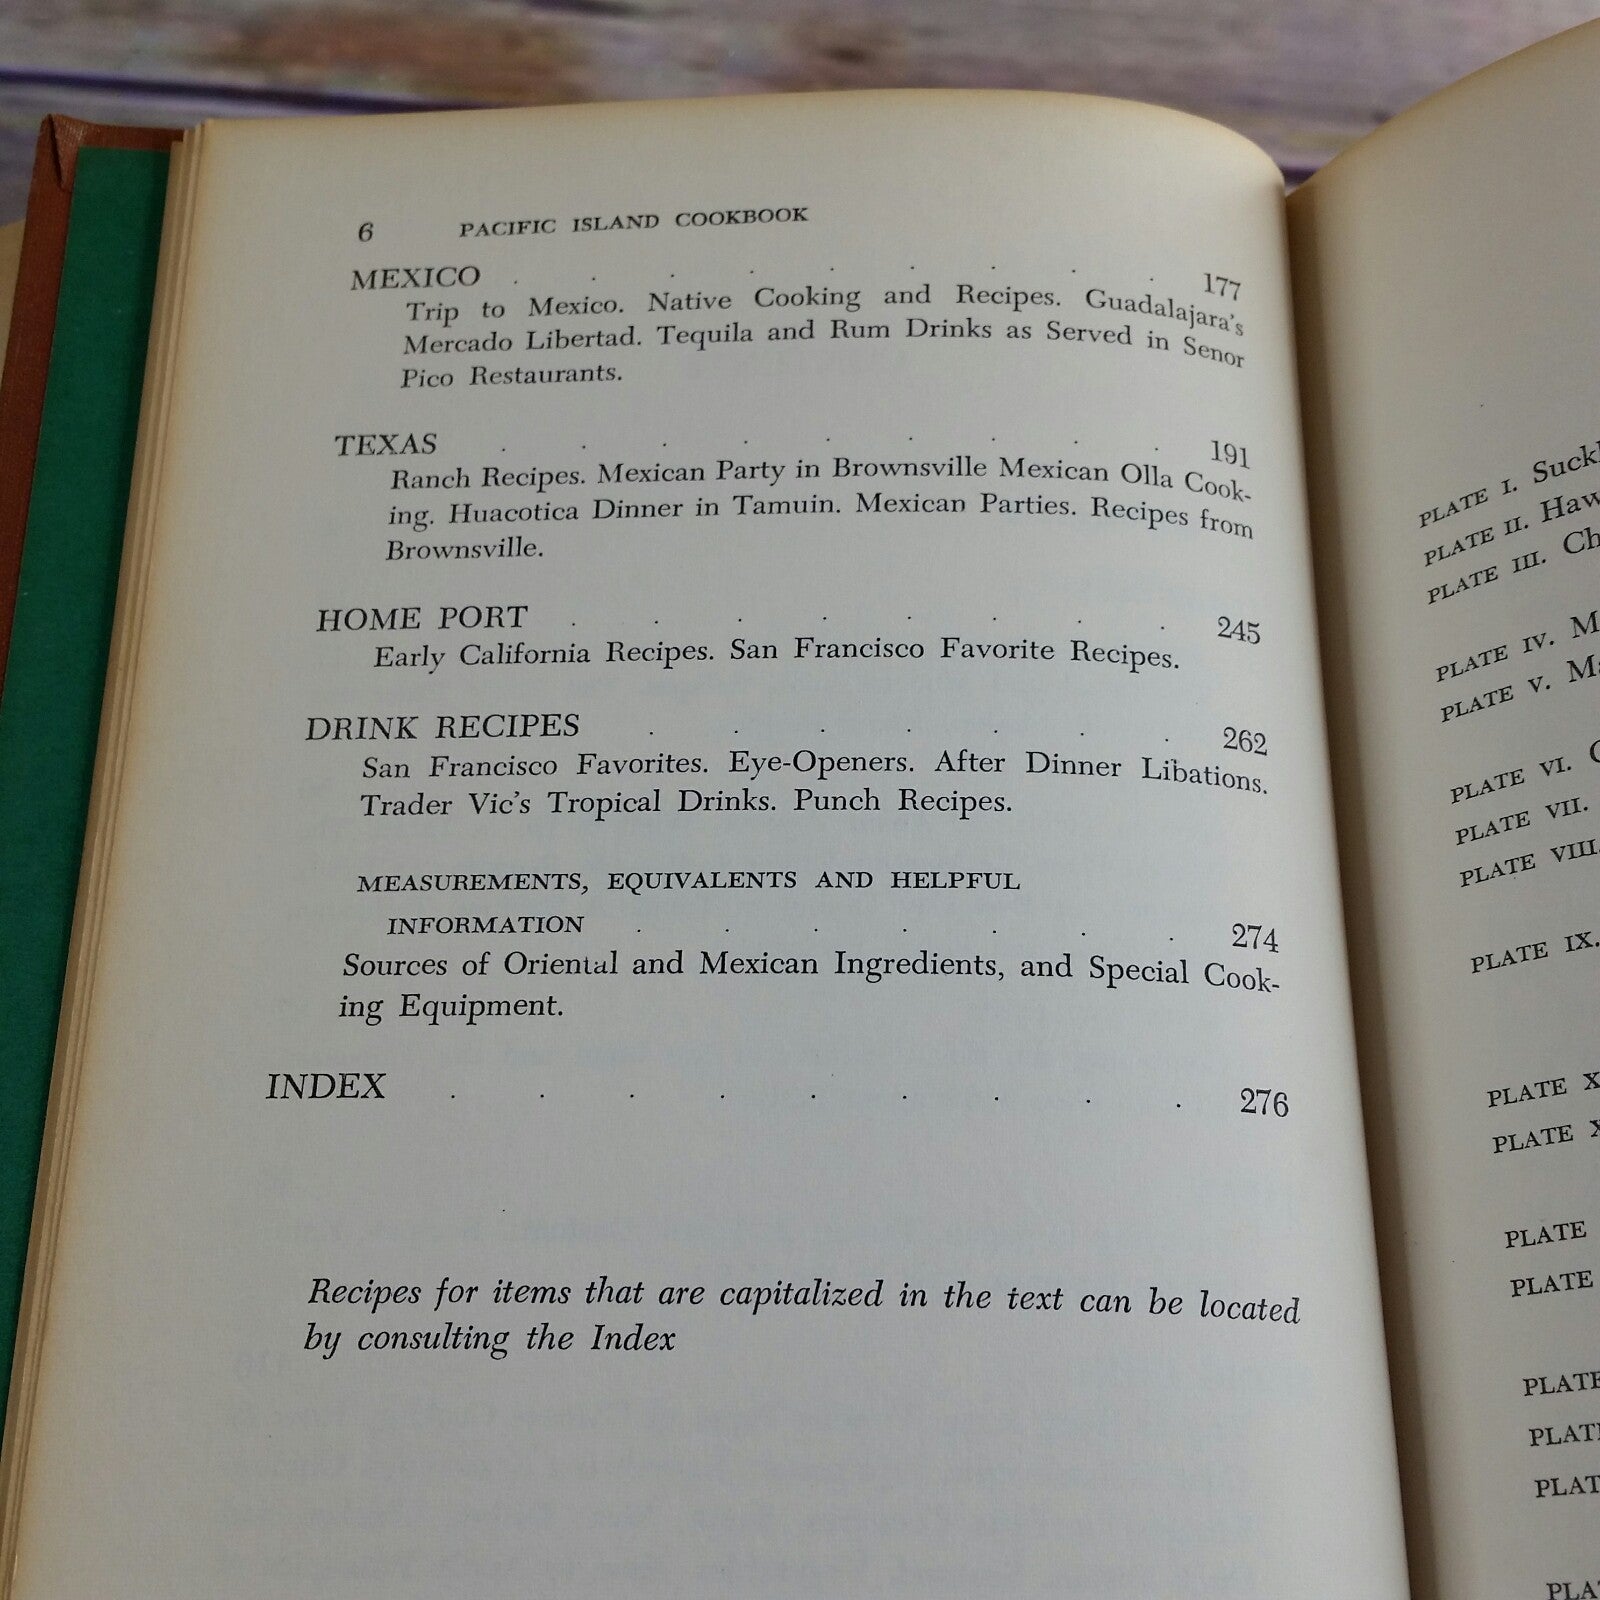 6 PACIFIC ISLAND COOKBOOK
MEXICO . . . . . . . . . 177
Trip to Mexico. Native Cooking and Recipes. Guadalajara's
Mercado Libertad. Tequila and Rum Drinks as Served in Senor
Pico Restaurants.
TEXAS . . . . . . . . . 191
Ranch Recipes. Mexican Party in Brownsville Mexican Olla Cook-
ing. Huacotica Dinner in Tamuin. Mexican Parties. Recipes from
Brownsville.
HOME PORT . . . . . . . . 245
Early California Recipes. San Francisco Favorite Recipes.
DRINK RECIPES . . . . . . . 262
San Francisco Favorites. Eye-Openers. After Dinner Libations.
Trader Vic's Tropical Drinks. Punch Recipes.
MEASUREMENTS, EQUIVALENTS AND HELPFUL
INFORMATION . . . . . . . 274
Sources of Oriental and Mexican Ingredients, and Special Cook-
ing Equipment.
INDEX . . . . . . . . . 276
Recipes for items that are capitalized in the text can be located
by consulting the Index
PLATE I.
PLATE II.
PLATE III.
PLATE IV.
PLATE V.
PLATE VI.
PLATE VII.
PLATE VIII.
PLATE IX.
PLATE
PLATE
PLATE
PLATE
PLATE